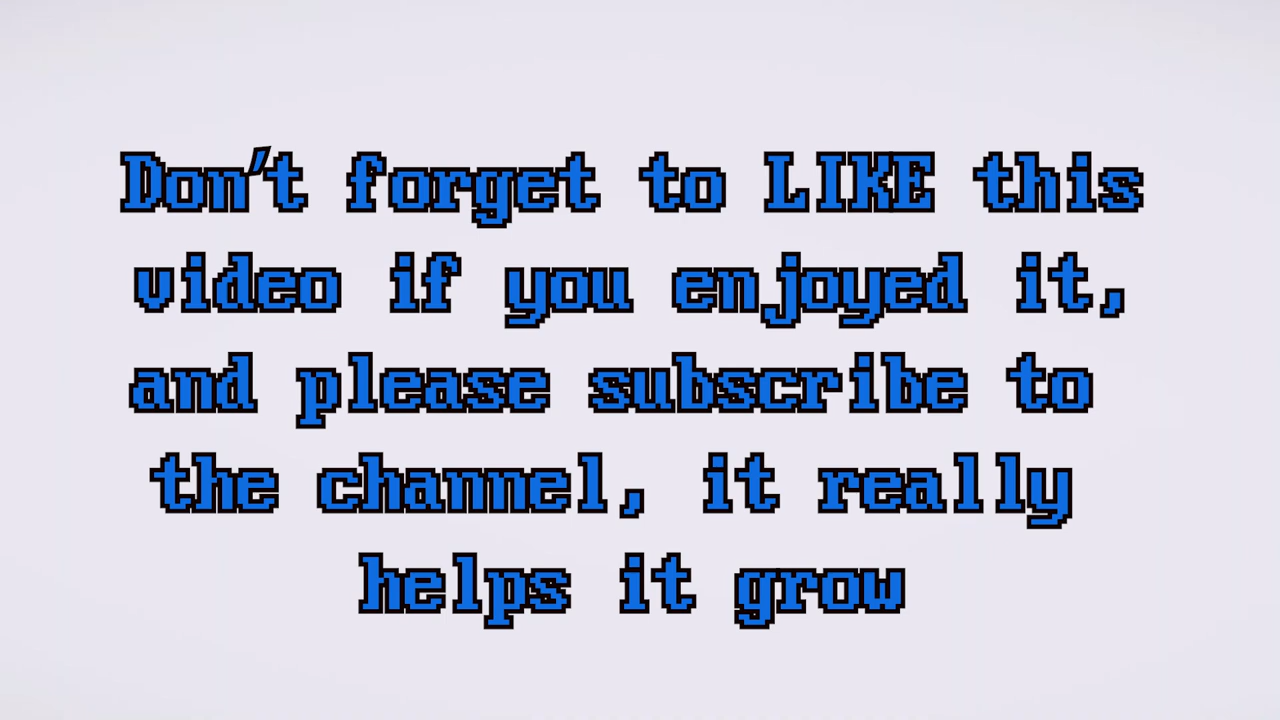 Don't forget to LIKE this
video if you enjoyed it,
and please subscribe to
the channel, it really
helps it grow